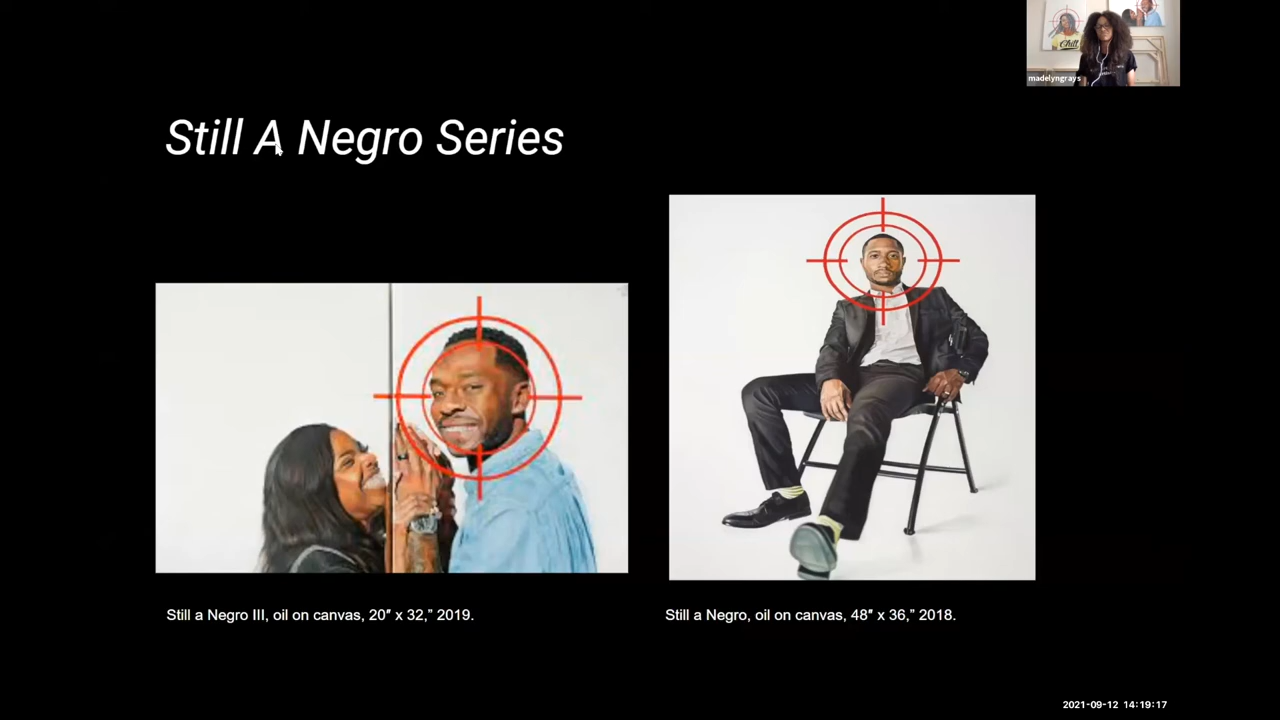 Chill
madelyngrays
Still A Negro Series
Still a Negro III, oil on canvas, 20″ x 32,” 2019.
Still a Negro, oil on canvas, 48″ x 36,” 2018.
2021-09-12 14:19:17